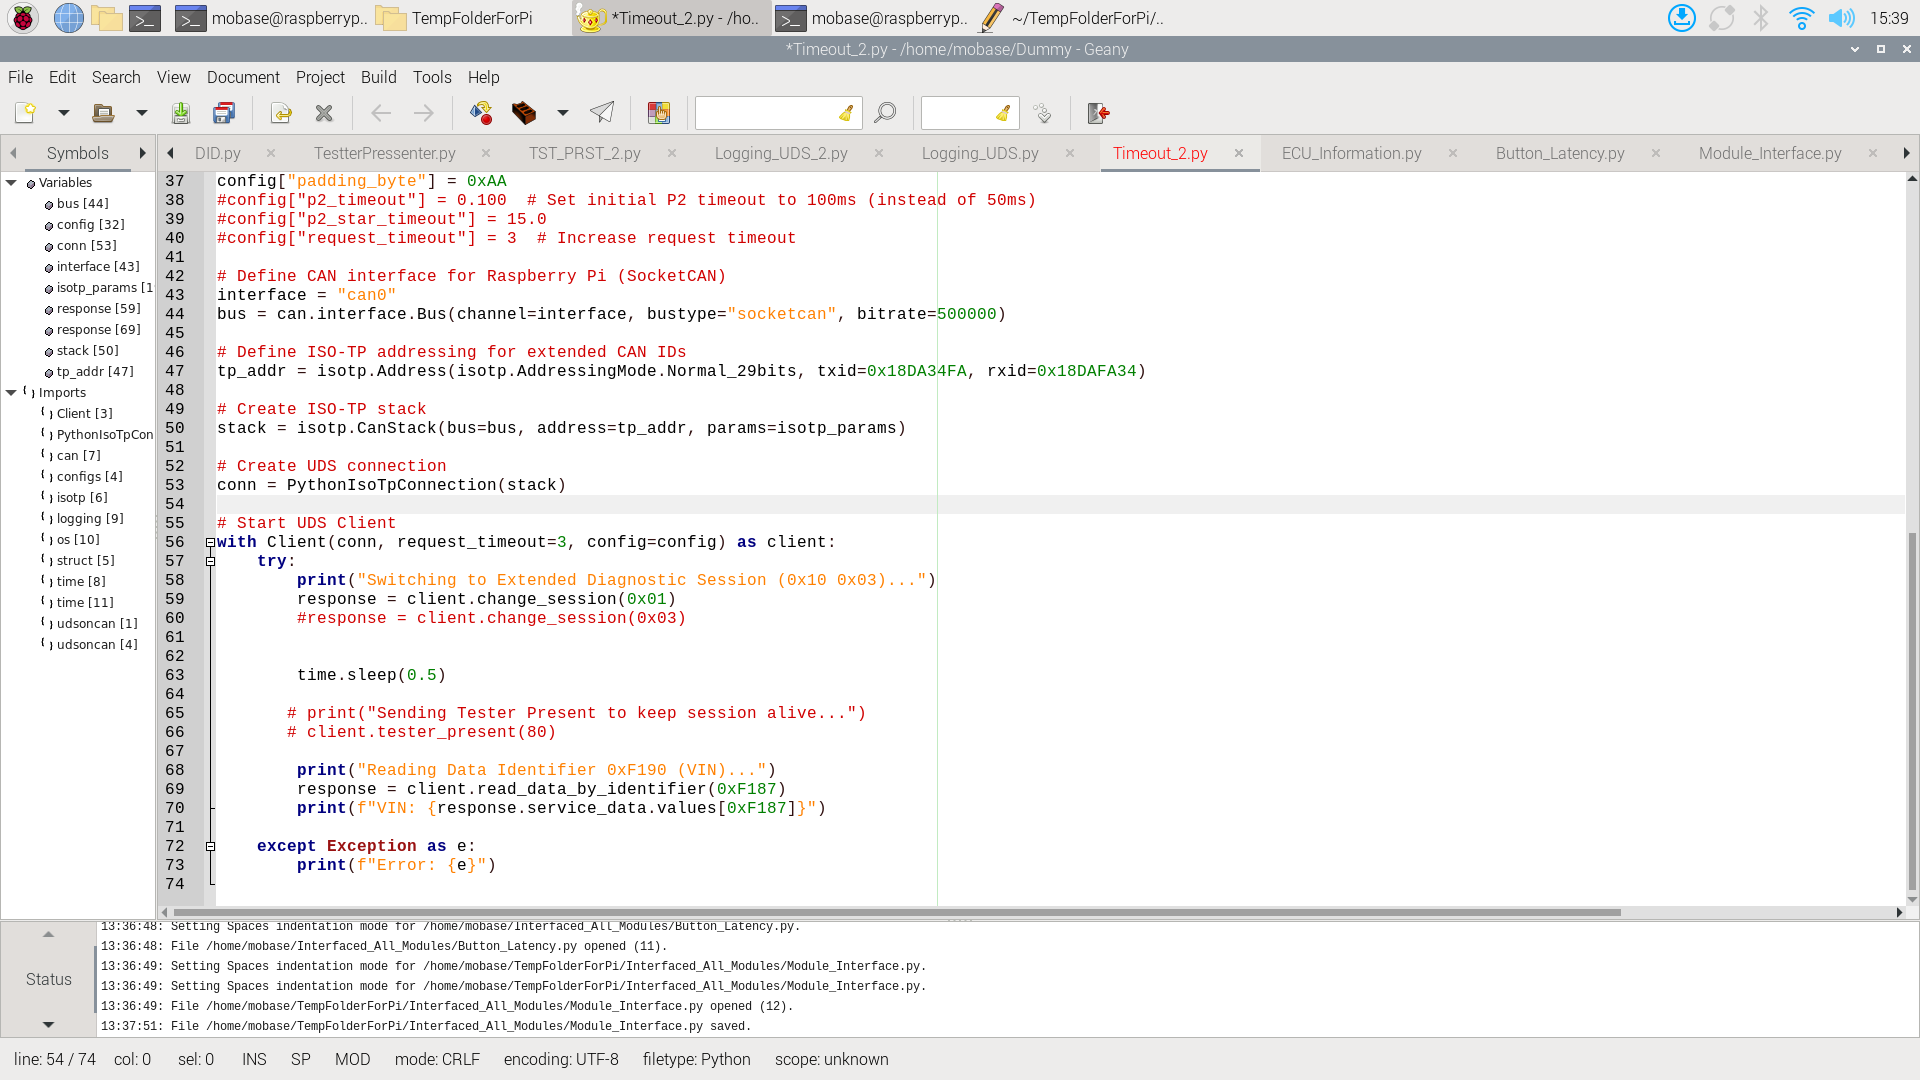 mobase@raspberryp.. TempFolderForPi *Timeout_2.py - /ho.. mobase@raspberryp.. ~/TempFolderForPi/.. 15:39
*Timeout_2.py - /home/mobase/Dummy - Geany
File Edit Search View Document Project Build Tools Help
Symbols DID.py TestterPressenter.py TST_PRST_2.py Logging_UDS_2.py Logging_UDS.py Timeout_2.py ECU_Information.py Button_Latency.py Module_Interface.py
Variables
bus [44]
config [32]
conn [53]
interface [43]
isotp_params [1
response [59]
response [69]
stack [50]
tp_addr [47]
Imports
Client [3]
PythonIsoTpCon
can [7]
configs [4]
isotp [6]
logging [9]
os [10]
struct [5]
time [8]
time [11]
udsoncan [1]
udsoncan [4]
37 config["padding_byte"] = 0xAA
38 #config["p2_timeout"] = 0.100  # Set initial P2 timeout to 100ms (instead of 50ms)
39 #config["p2_star_timeout"] = 15.0
40 #config["request_timeout"] = 3  # Increase request timeout
41
42 # Define CAN interface for Raspberry Pi (SocketCAN)
43 interface = "can0"
44 bus = can.interface.Bus(channel=interface, bustype="socketcan", bitrate=500000)
45
46 # Define ISO-TP addressing for extended CAN IDs
47 tp_addr = isotp.Address(isotp.AddressingMode.Normal_29bits, txid=0x18DA34FA, rxid=0x18DAFA34)
48
49 # Create ISO-TP stack
50 stack = isotp.CanStack(bus=bus, address=tp_addr, params=isotp_params)
51
52 # Create UDS connection
53 conn = PythonIsoTpConnection(stack)
54
55 # Start UDS Client
56 with Client(conn, request_timeout=3, config=config) as client:
57     try:
58         print("Switching to Extended Diagnostic Session (0x10 0x03)...")
59         response = client.change_session(0x01)
60         #response = client.change_session(0x03)
61
62
63         time.sleep(0.5)
64
65        # print("Sending Tester Present to keep session alive...")
66        # client.tester_present(80)
67
68         print("Reading Data Identifier 0xF190 (VIN)...")
69         response = client.read_data_by_identifier(0xF187)
70         print(f"VIN: {response.service_data.values[0xF187]}")
71
72     except Exception as e:
73         print(f"Error: {e}")
74
Status
13:36:48: Setting Spaces indentation mode for /home/mobase/Interfaced_All_Modules/Button_Latency.py.
13:36:48: File /home/mobase/Interfaced_All_Modules/Button_Latency.py opened (11).
13:36:49: Setting Spaces indentation mode for /home/mobase/TempFolderForPi/Interfaced_All_Modules/Module_Interface.py.
13:36:49: Setting Spaces indentation mode for /home/mobase/TempFolderForPi/Interfaced_All_Modules/Module_Interface.py.
13:36:49: File /home/mobase/TempFolderForPi/Interfaced_All_Modules/Module_Interface.py opened (12).
13:37:51: File /home/mobase/TempFolderForPi/Interfaced_All_Modules/Module_Interface.py saved.
line: 54 / 74 col: 0 sel: 0 INS SP MOD mode: CRLF encoding: UTF-8 filetype: Python scope: unknown